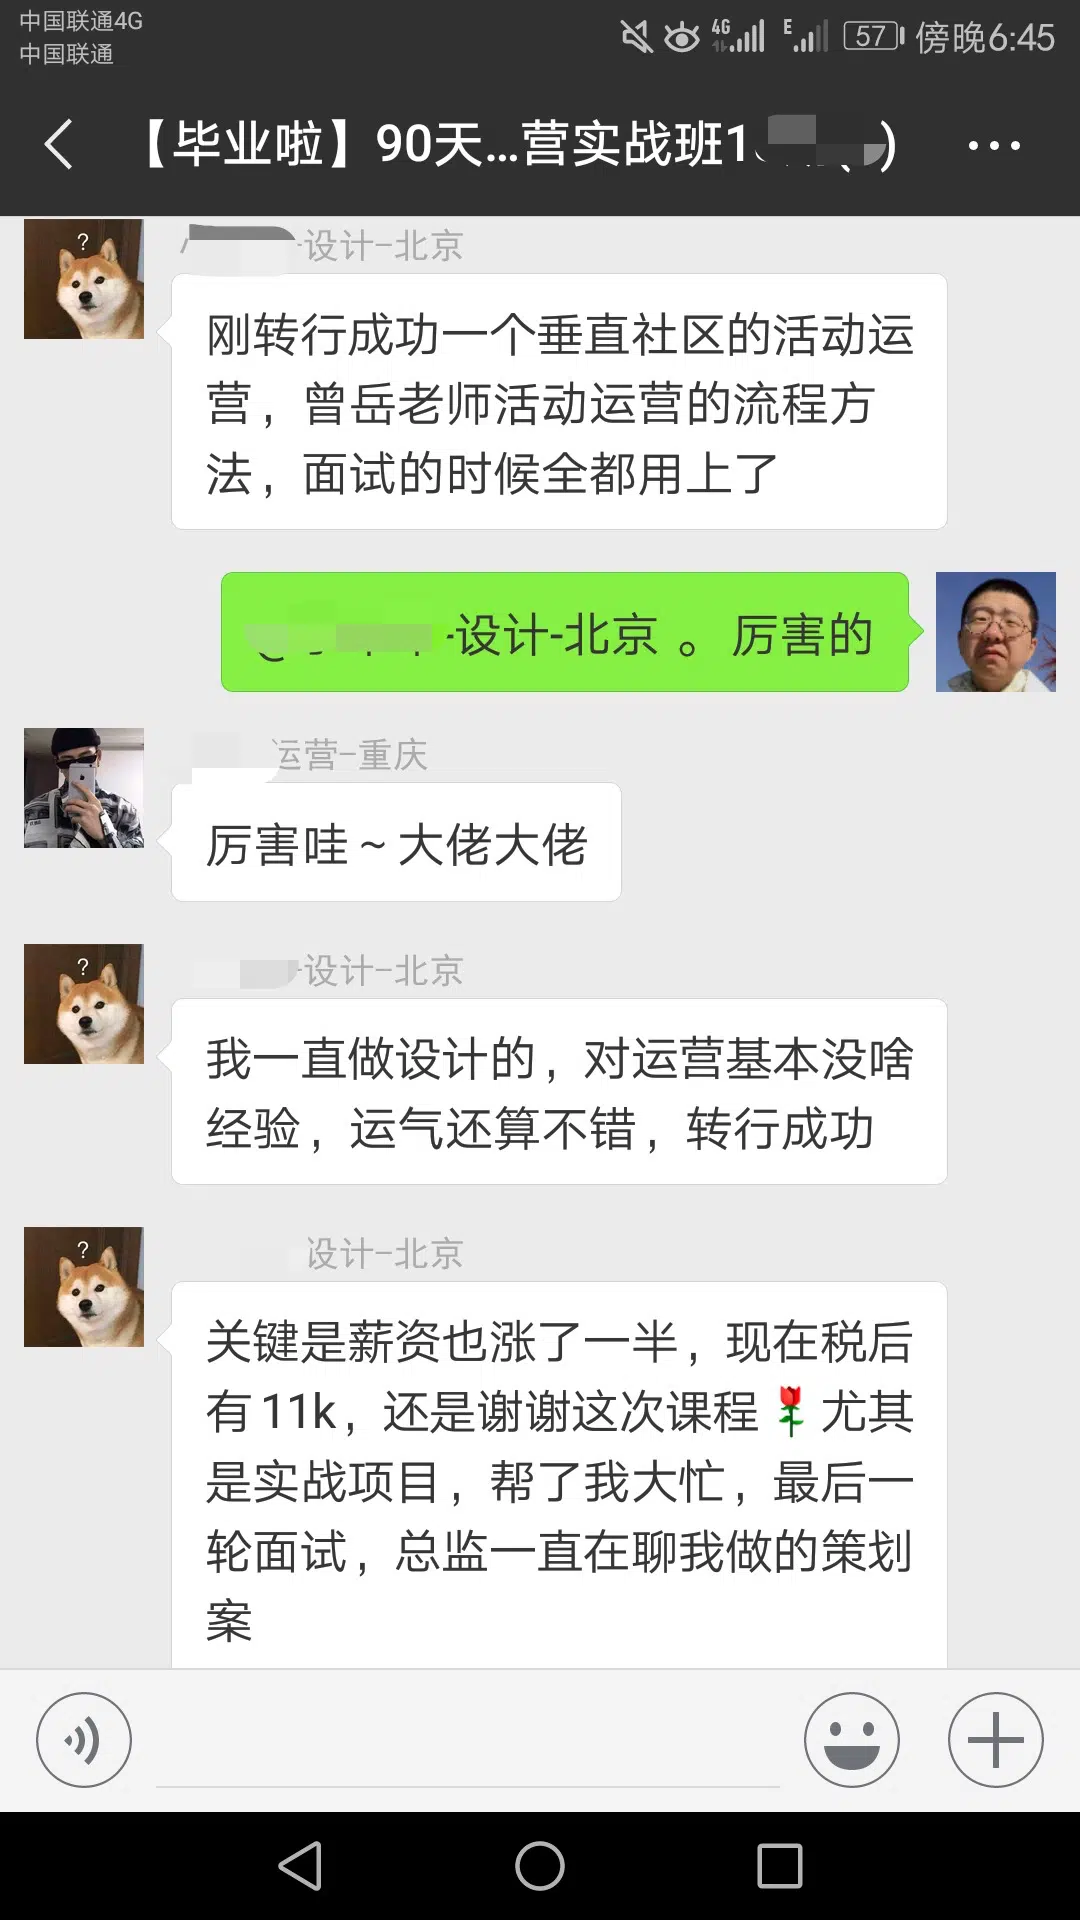 中国联通4G
中国联通
4G
E
57
傍晚6:45
【毕业啦】90天...营实战班1
?
-设计-北京
刚转行成功一个垂直社区的活动运
营，曾岳老师活动运营的流程方
法，面试的时候全都用上了
-设计-北京 。厉害的
运营-重庆
厉害哇~大佬大佬
?
-设计-北京
我一直做设计的，对运营基本没啥
经验，运气还算不错，转行成功
?
设计-北京
关键是薪资也涨了一半，现在税后
有11k，还是谢谢这次课程🌹尤其
是实战项目，帮了我大忙，最后一
轮面试，总监一直在聊我做的策划
案